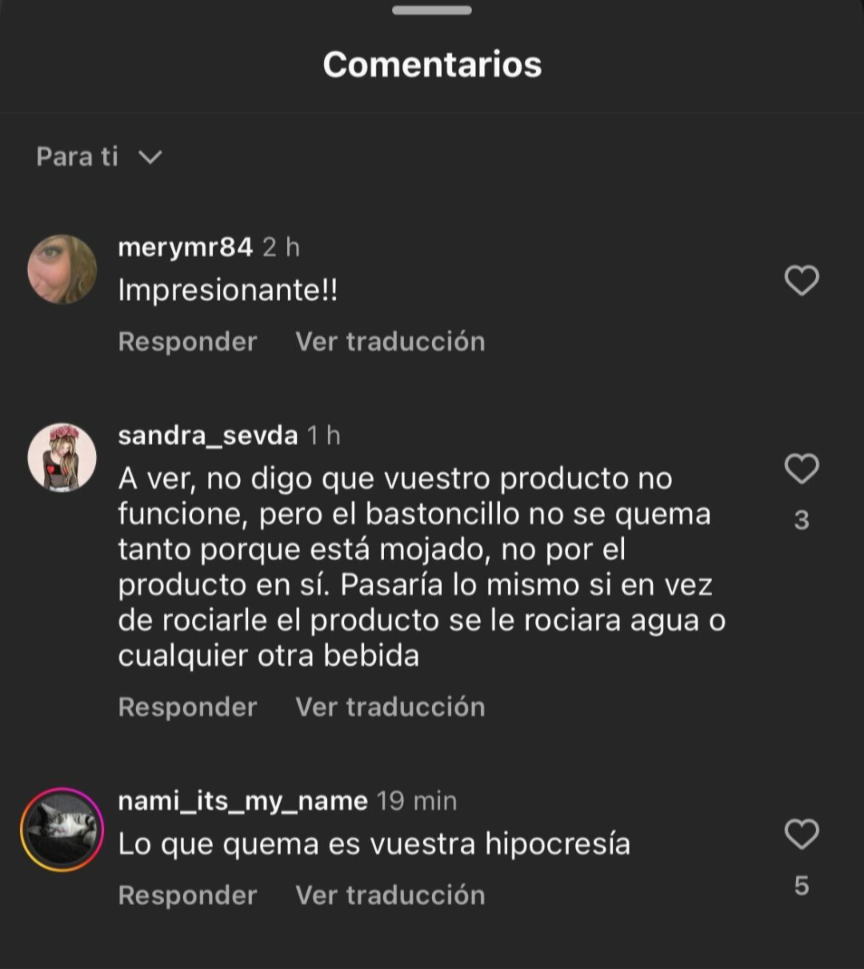 Comentarios
Para ti
merymr84 2 h
Impresionante!!
Responder Ver traducción
sandra_sevda 1 h
A ver, no digo que vuestro producto no
funcione, pero el bastoncillo no se quema
tanto porque está mojado, no por el
producto en sí. Pasaría lo mismo si en vez
de rociarle el producto se le rociara agua o
cualquier otra bebida
3
Responder Ver traducción
nami_its_my_name 19 min
Lo que quema es vuestra hipocresía
5
Responder Ver traducción